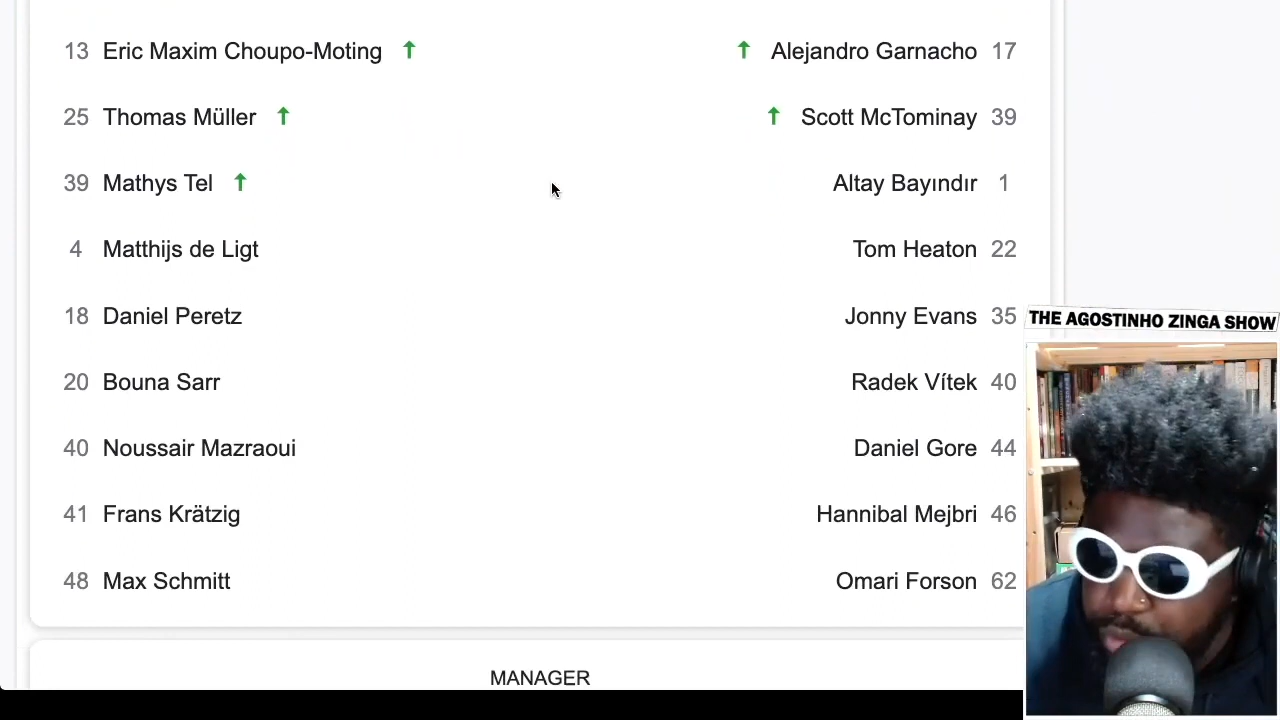 13 Eric Maxim Choupo-Moting ↑ ↑ Alejandro Garnacho 17
25 Thomas Müller ↑ ↑ Scott McTominay 39
39 Mathys Tel ↑ Altay Bayındır 1
4 Matthijs de Ligt Tom Heaton 22
18 Daniel Peretz Jonny Evans 35
THE AGOSTINHO ZINGA SHOW
20 Bouna Sarr Radek Vítek 40
40 Noussair Mazraoui Daniel Gore 44
41 Frans Krätzig Hannibal Mejbri 46
48 Max Schmitt Omari Forson 62
MANAGER